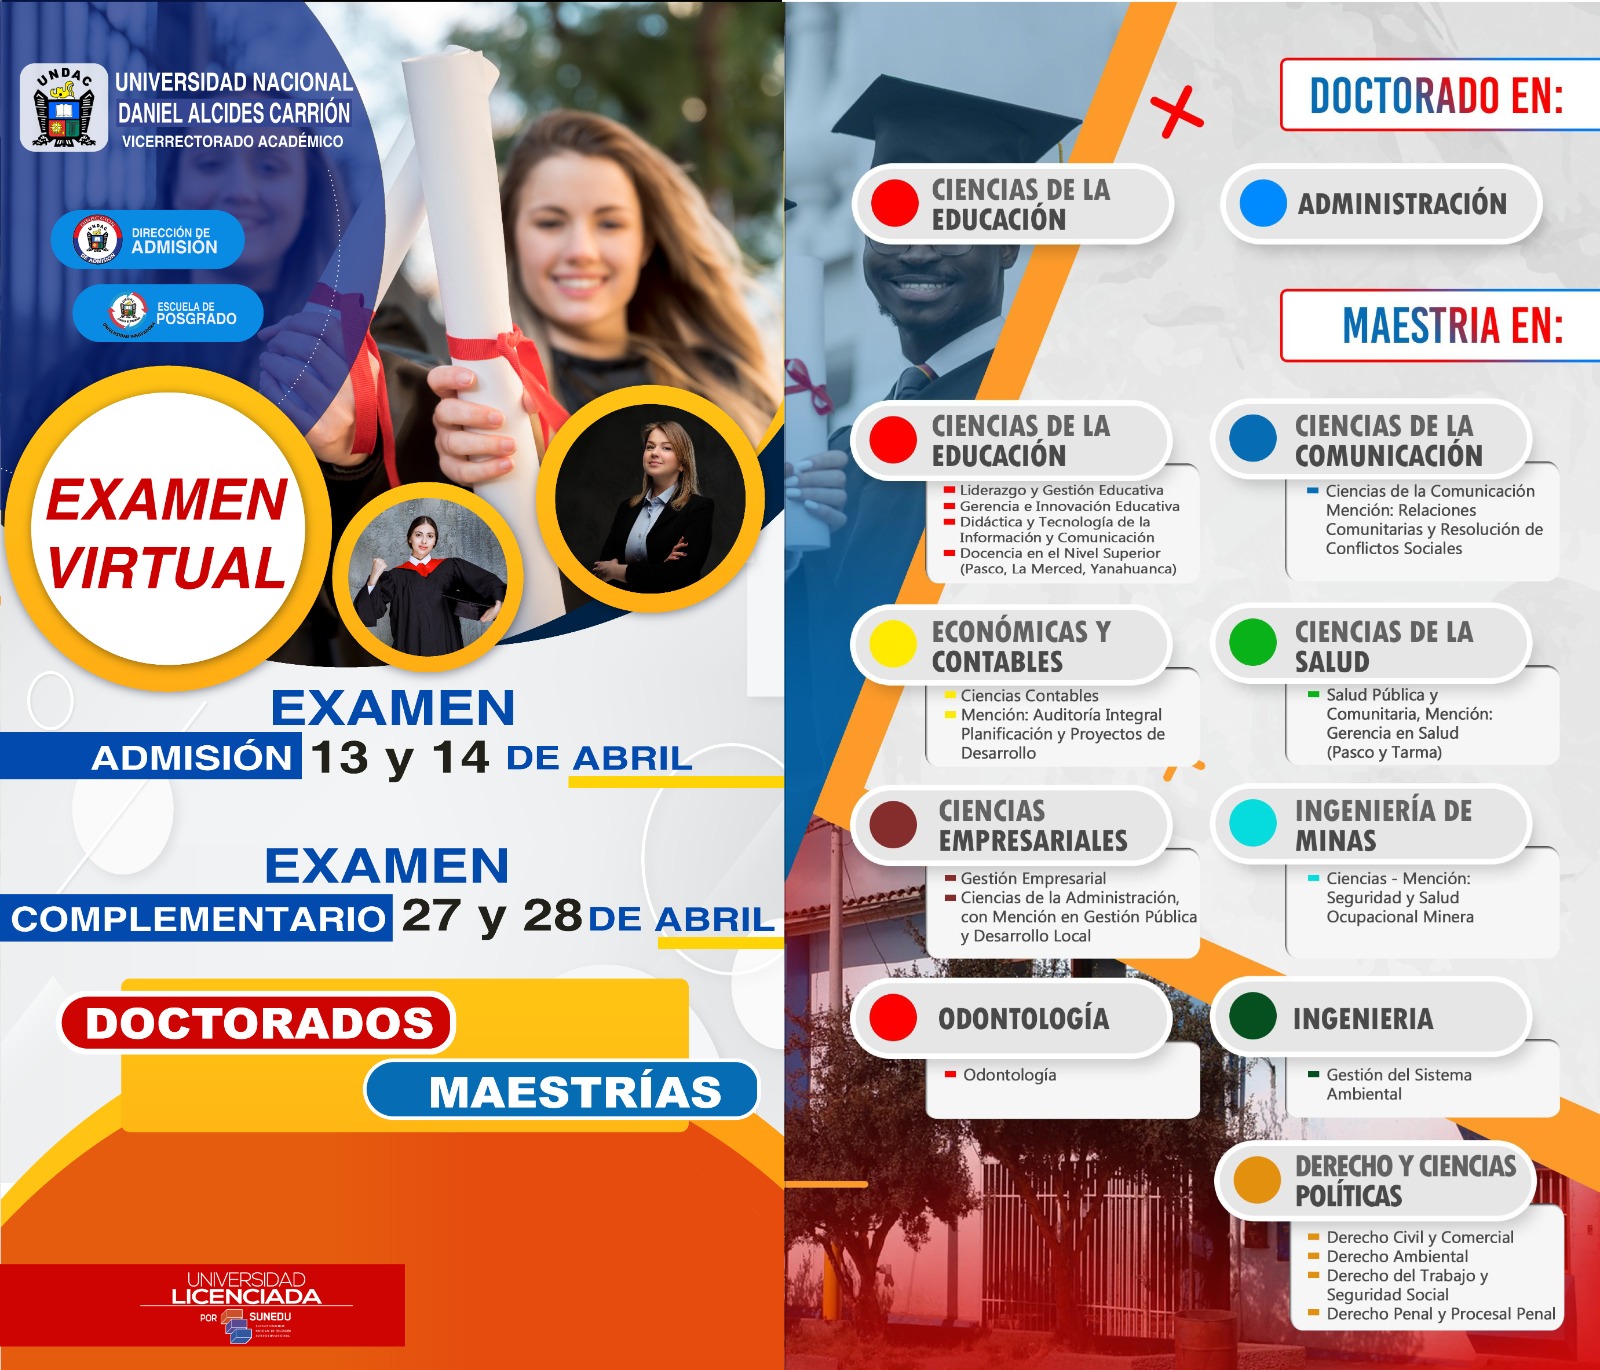 UNDAC
UNIVERSIDAD NACIONAL
DANIEL ALCIDES CARRIÓN
VICERRECTORADO ACADÉMICO
DIRECCIÓN DE
ADMISIÓN
ESCUELA DE
POSGRADO
EXAMEN
VIRTUAL
EXAMEN
ADMISIÓN 13 y 14 DE ABRIL
EXAMEN
COMPLEMENTARIO 27 y 28 DE ABRIL
DOCTORADOS
MAESTRÍAS
UNIVERSIDAD
LICENCIADA
POR SUNEDU
DOCTORADO EN:
CIENCIAS DE LA
EDUCACIÓN
ADMINISTRACIÓN
MAESTRIA EN:
CIENCIAS DE LA
EDUCACIÓN
Liderazgo y Gestión Educativa
Gerencia e Innovación Educativa
Didáctica y Tecnología de la
Información y Comunicación
Docencia en el Nivel Superior
(Pasco, La Merced, Yanahuanca)
CIENCIAS DE LA
COMUNICACIÓN
Ciencias de la Comunicación
Mención: Relaciones
Comunitarias y Resolución de
Conflictos Sociales
ECONÓMICAS Y
CONTABLES
Ciencias Contables
Mención: Auditoría Integral
Planificación y Proyectos de
Desarrollo
CIENCIAS DE LA
SALUD
Salud Pública y
Comunitaria, Mención:
Gerencia en Salud
(Pasco y Tarma)
CIENCIAS
EMPRESARIALES
Gestión Empresarial
Ciencias de la Administración,
con Mención en Gestión Pública
y Desarrollo Local
INGENIERÍA DE
MINAS
Ciencias - Mención:
Seguridad y Salud
Ocupacional Minera
ODONTOLOGÍA
Odontología
INGENIERIA
Gestión del Sistema
Ambiental
DERECHO Y CIENCIAS
POLÍTICAS
Derecho Civil y Comercial
Derecho Ambiental
Derecho del Trabajo y
Seguridad Social
Derecho Penal y Procesal Penal